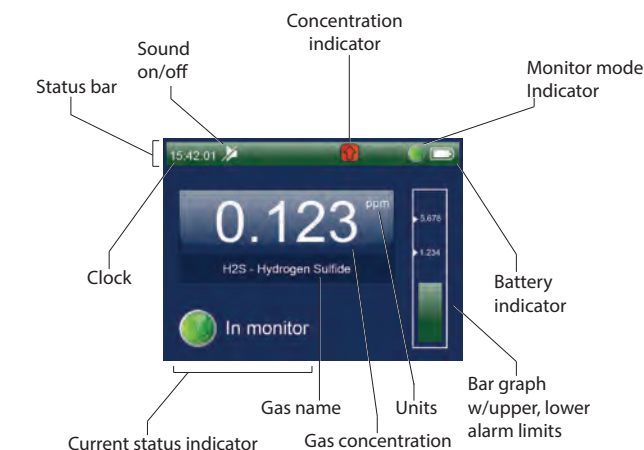 Concentration
indicator
Sound
on/off
Monitor mode
Indicator
Status bar
15:42:01
0.123
ppm
5.678
1.234
H2S - Hydrogen Sulfide
In monitor
Clock
Battery
indicator
Bar graph
w/upper, lower
alarm limits
Gas name
Units
Current status indicator
Gas concentration